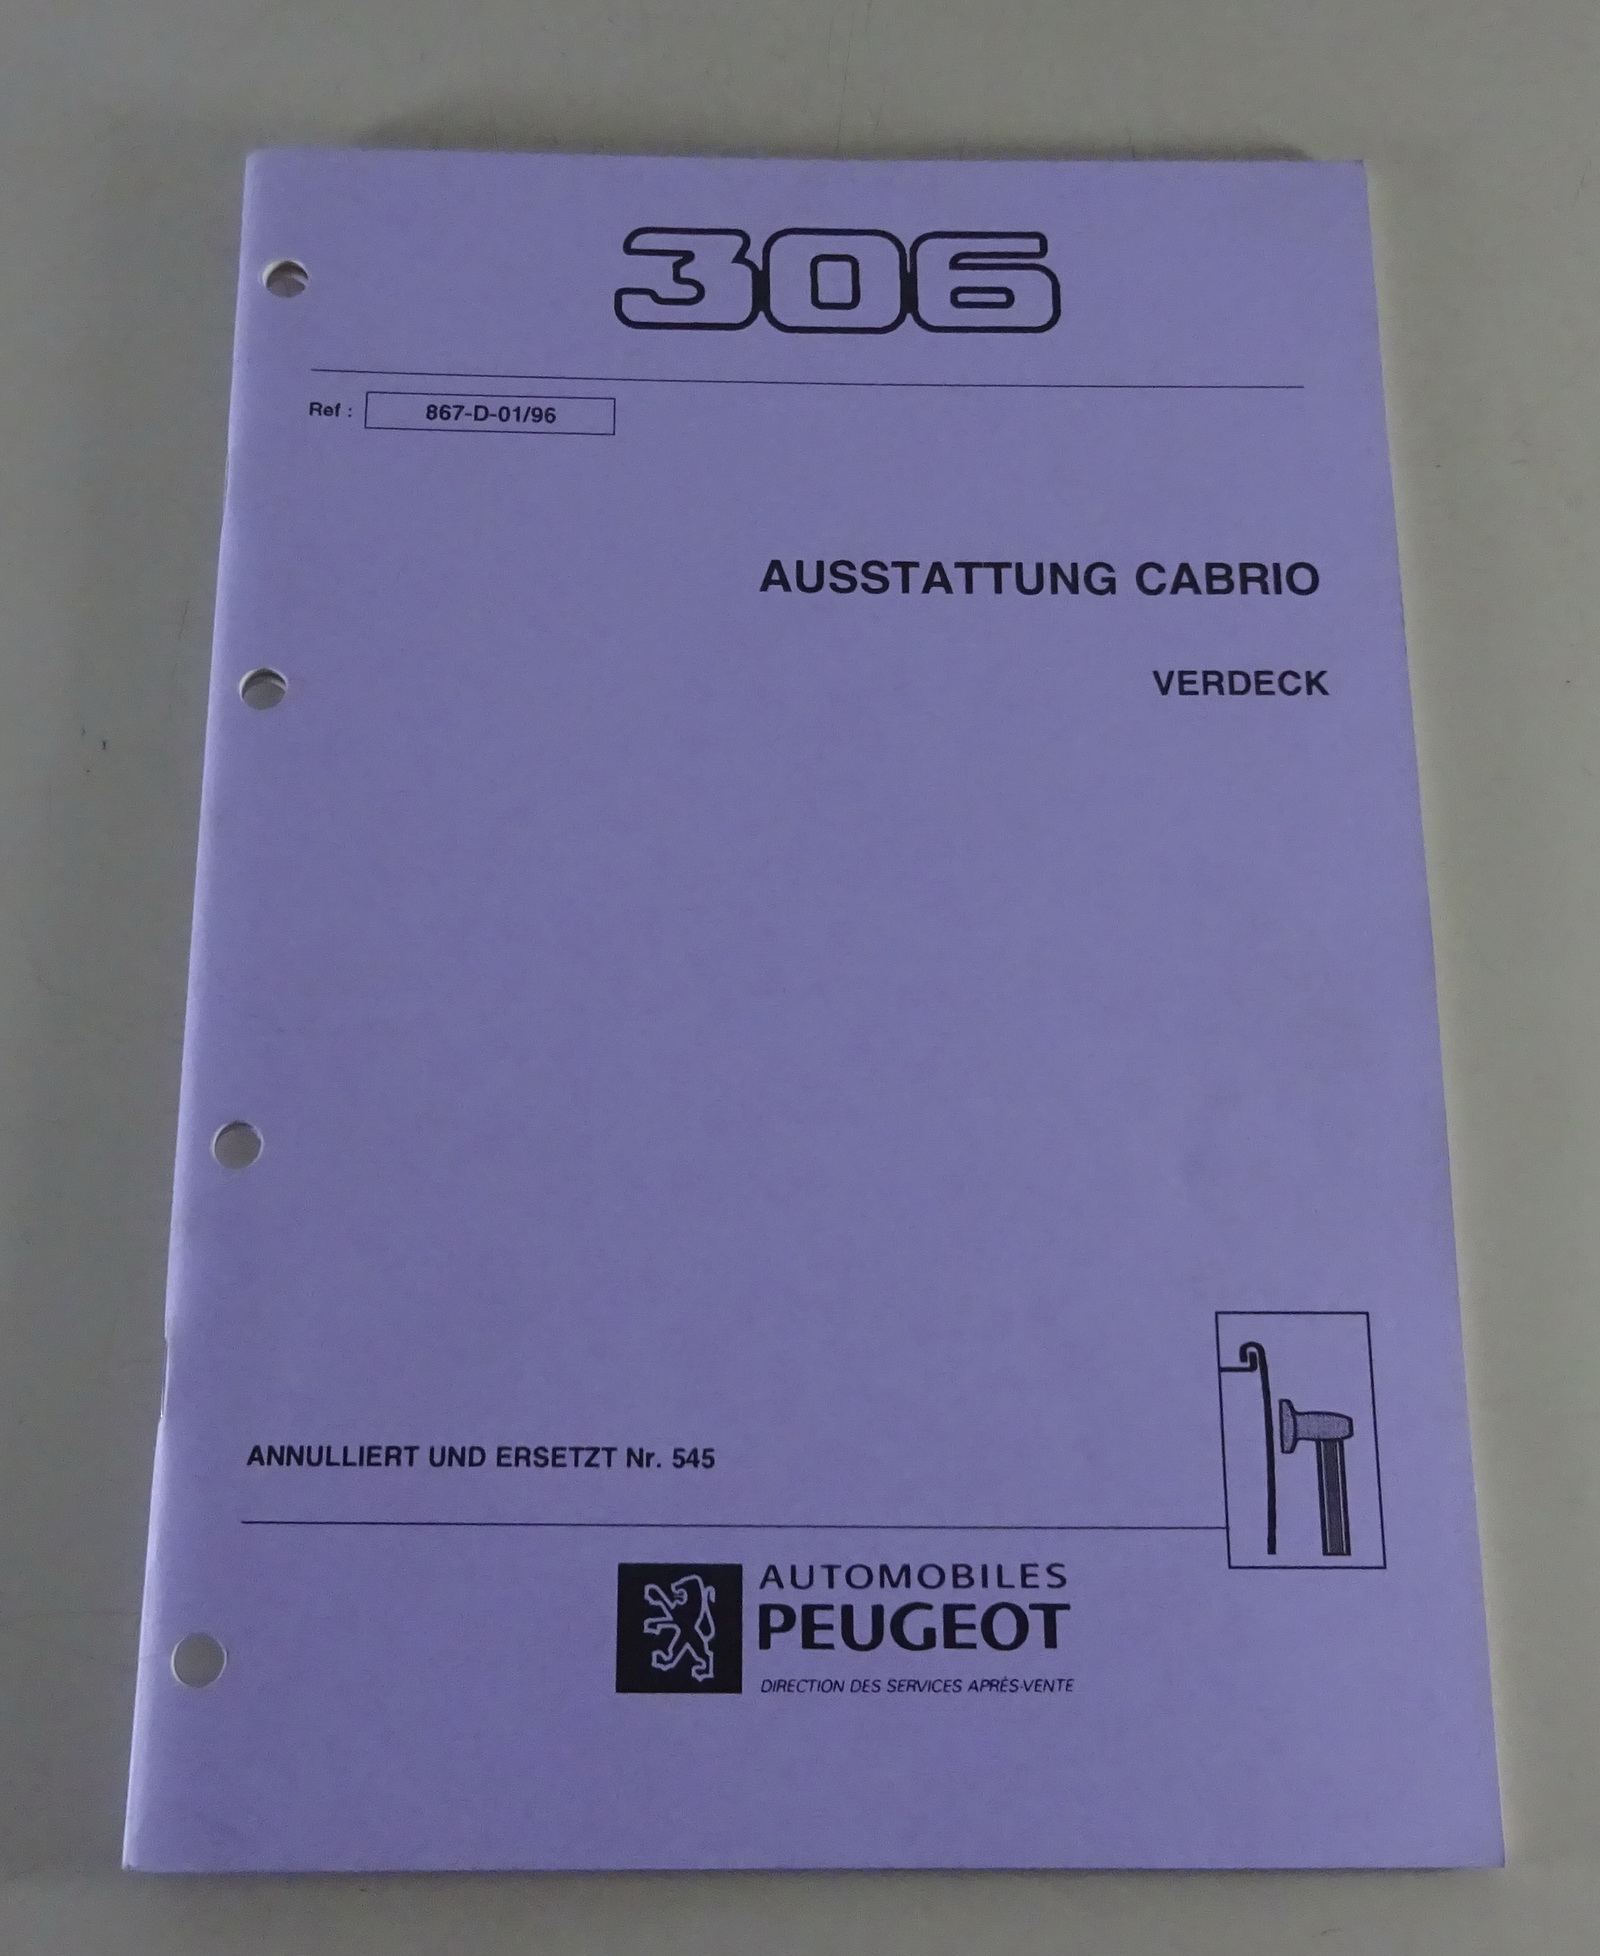 306
Ref : 867-D-01/96
AUSSTATTUNG CABRIO
VERDECK
ANNULLIERT UND ERSETZT Nr. 545
AUTOMOBILES
PEUGEOT
DIRECTION DES SERVICES APRÈS-VENTE